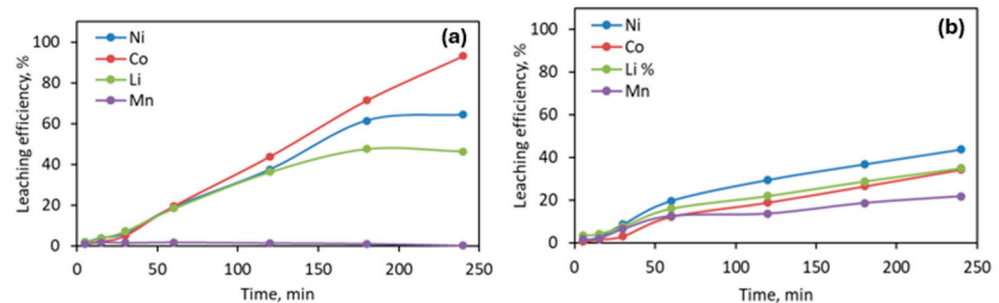 (a)
Ni
Co
Li
Mn
Leaching efficiency, %
100
80
60
40
20
0
0 50 100 150 200 250
Time, min
(b)
Ni
Co
Li %
Mn
Leaching efficiency, %
100
80
60
40
20
0
0 50 100 150 200 250
Time, min